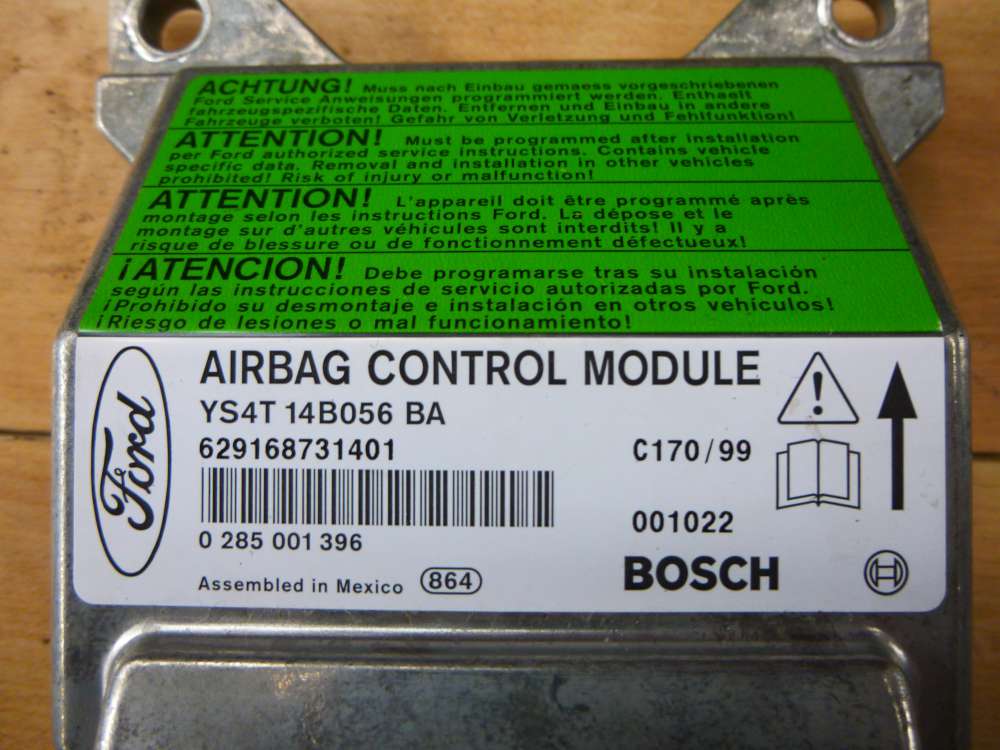 ACHTUNG! Muss nach Einbau gemaess vorgeschriebenen
Ford Service Anweisungen programmiert werden. Enthaelt
fahrzeugspezifische Daten. Entfernen und Einbau in andere
Fahrzeuge verboten! Gefahr von Verletzung und Fehlfunktion!
ATTENTION! Must be programmed after installation
per Ford authorized service instructions. Contains vehicle
specific data. Removal and installation in other vehicles
prohibited! Risk of injury or malfunction!
ATTENTION! L'appareil doit être programmé après
montage selon les instructions Ford. La dépose et le
montage sur d'autres véhicules sont interdits! Il y a
risque de blessure ou de fonctionnement défectueux!
¡ATENCION! Debe programarse tras su instalación
según las instrucciones de servicio autorizadas por Ford.
¡Prohibido su desmontaje e instalación en otros vehículos!
¡Riesgo de lesiones o mal funcionamiento!
Ford
AIRBAG CONTROL MODULE
YS4T 14B056 BA
629168731401
C170/99
001022
0 285 001 396
Assembled in Mexico 864
BOSCH